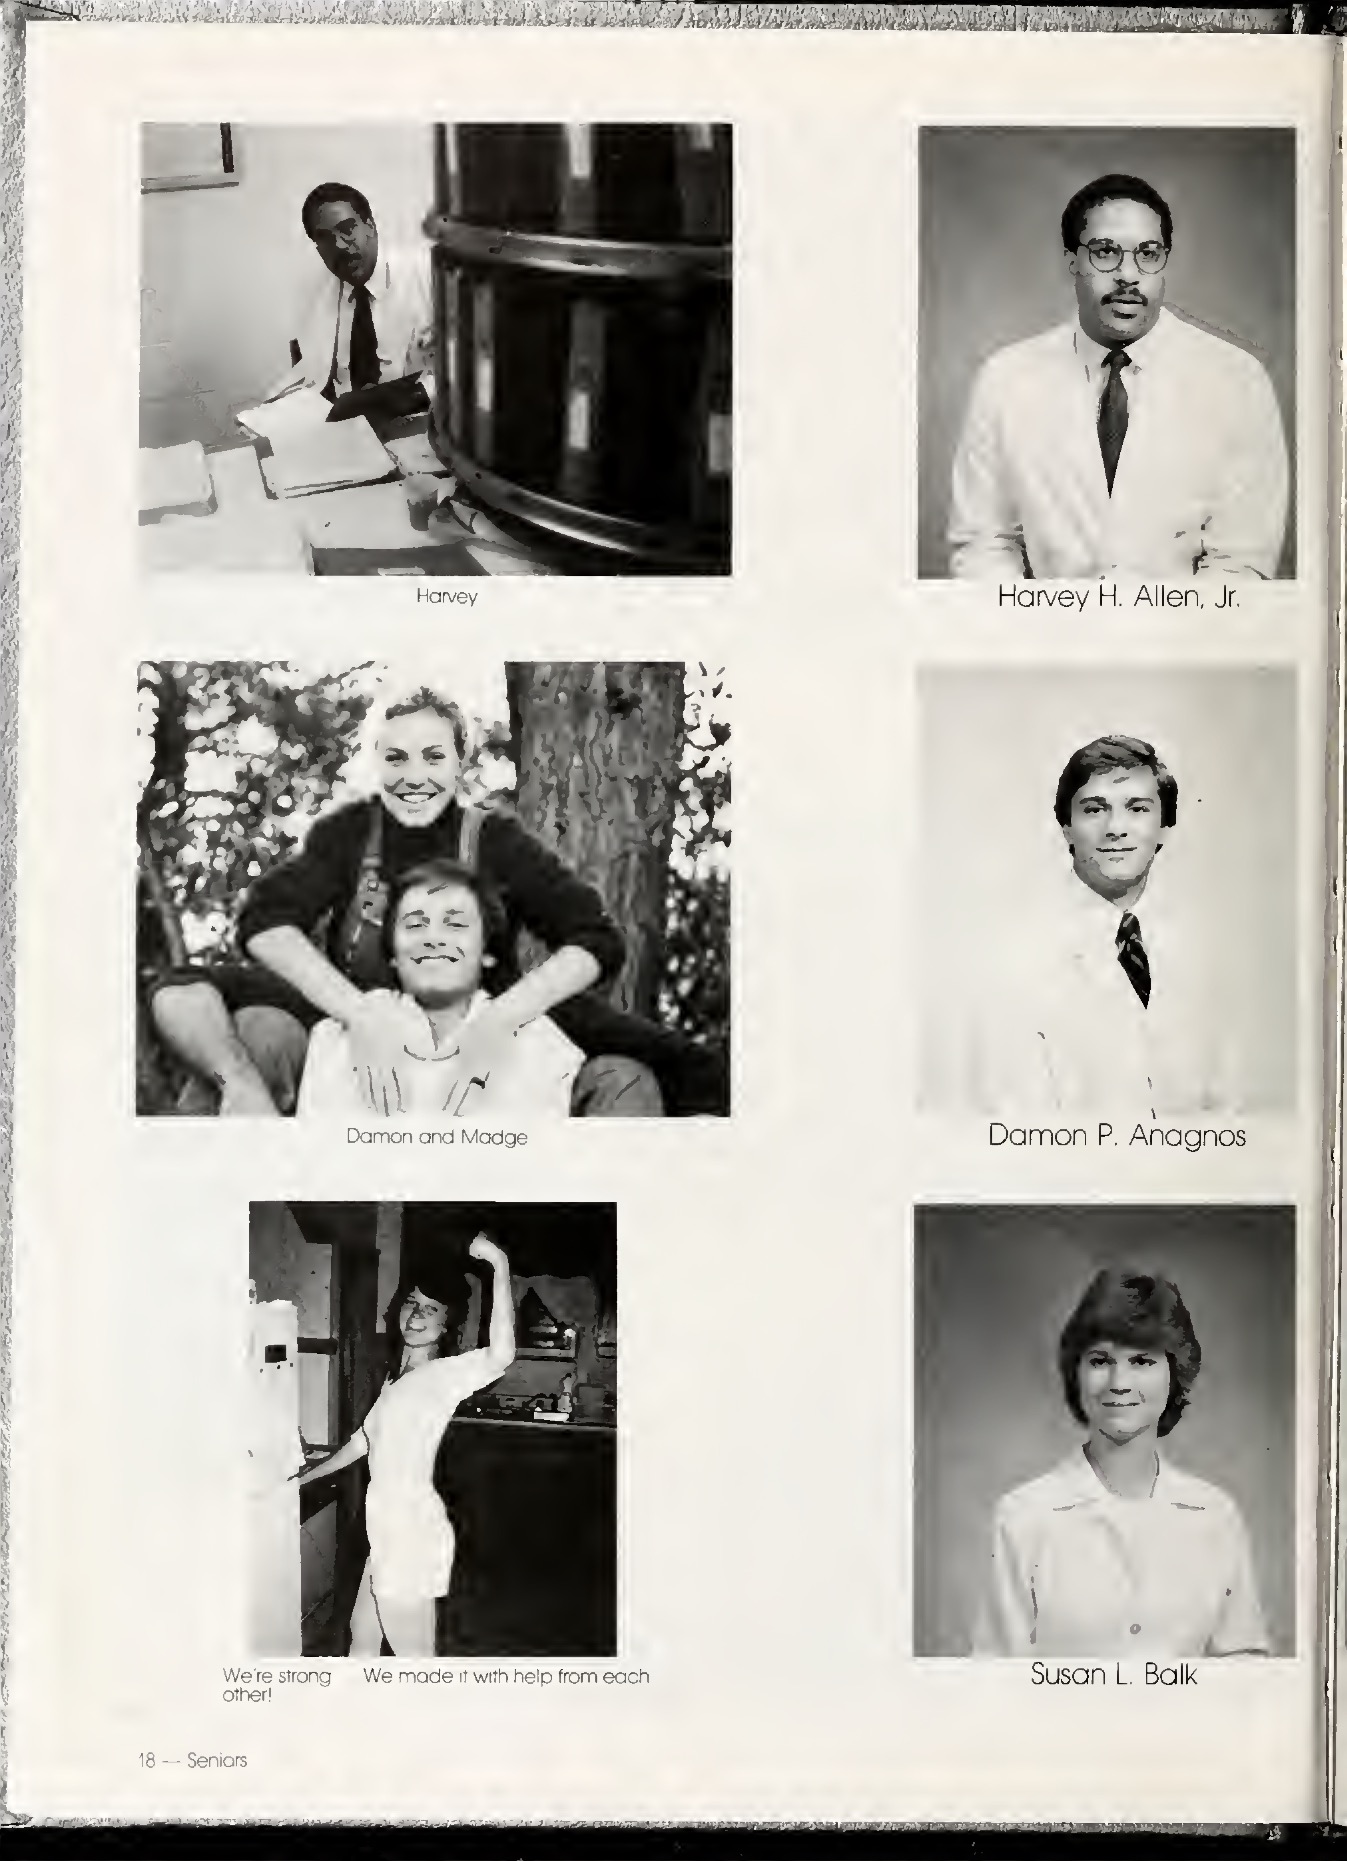 Harvey
Harvey H. Allen, Jr.
Damon and Madge
Damon P. Anagnos
We're strong We made it with help from each
other!
Susan L. Balk
18 — Seniors